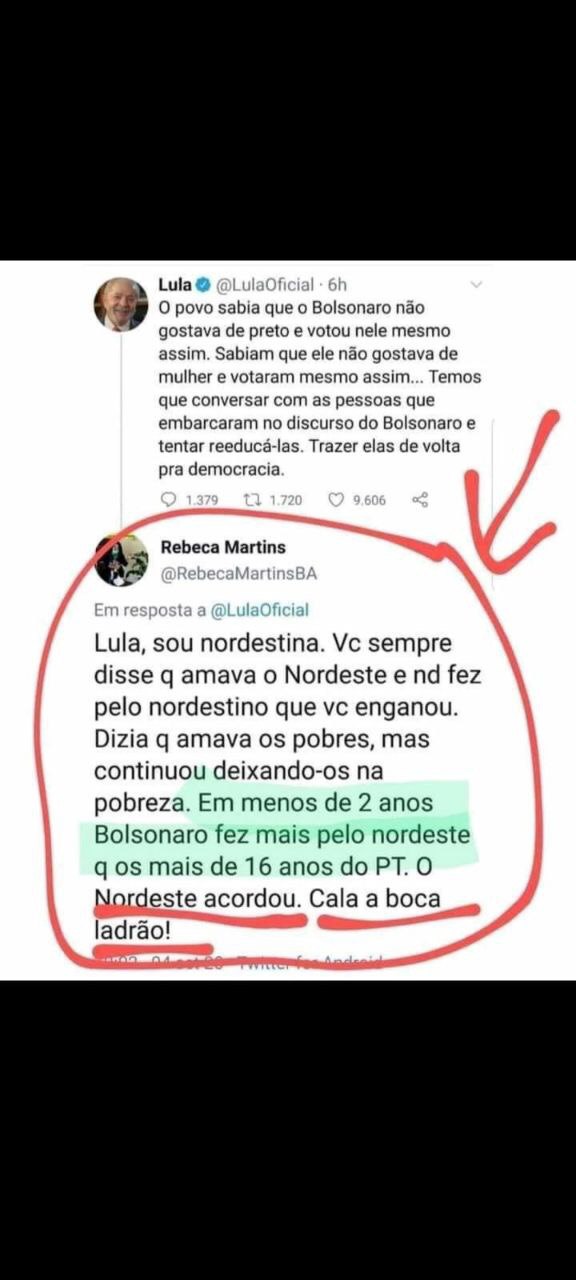 Lula @LulaOficial · 6h
O povo sabia que o Bolsonaro não
gostava de preto e votou nele mesmo
assim. Sabiam que ele não gostava de
mulher e votaram mesmo assim... Temos
que conversar com as pessoas que
embarcaram no discurso do Bolsonaro e
tentar reeducá-las. Trazer elas de volta
pra democracia.
1.379 1.720 9.606
Rebeca Martins
@RebecaMartinsBA
Em resposta a @LulaOficial
Lula, sou nordestina. Vc sempre
disse q amava o Nordeste e nd fez
pelo nordestino que vc enganou.
Dizia q amava os pobres, mas
continuou deixando-os na
pobreza. Em menos de 2 anos
Bolsonaro fez mais pelo nordeste
q os mais de 16 anos do PT. O
Nordeste acordou. Cala a boca
ladrão!
Twitter for Android